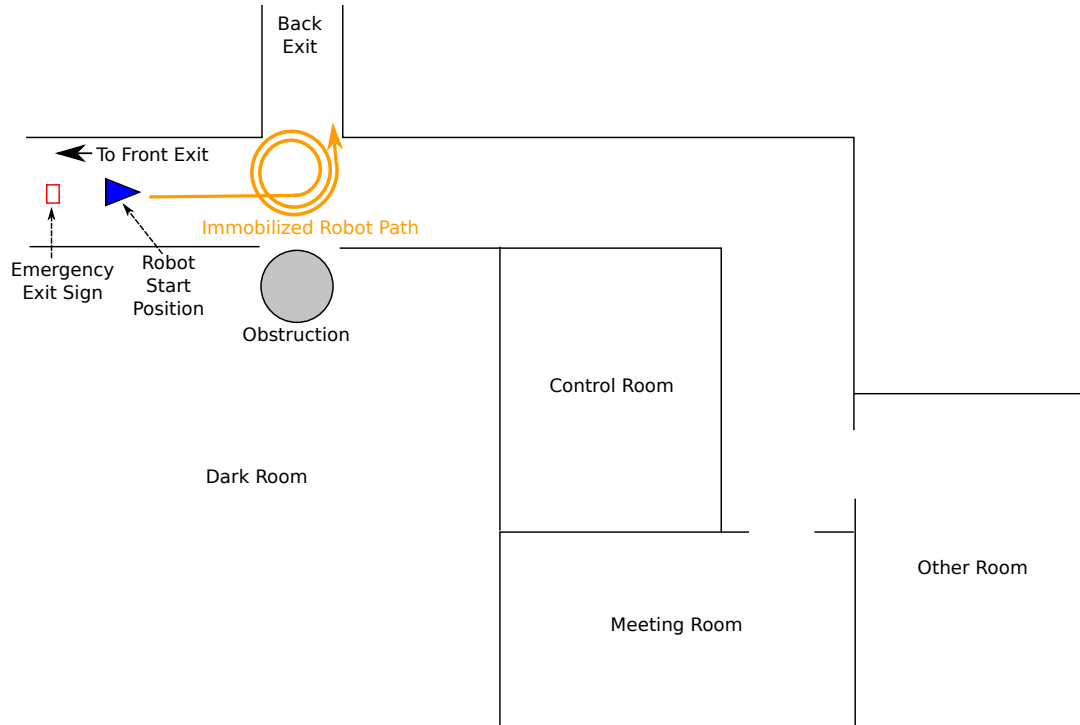 Back
Exit
To Front Exit
Immobilized Robot Path
Emergency
Exit Sign
Robot
Start
Position
Obstruction
Control Room
Dark Room
Other Room
Meeting Room